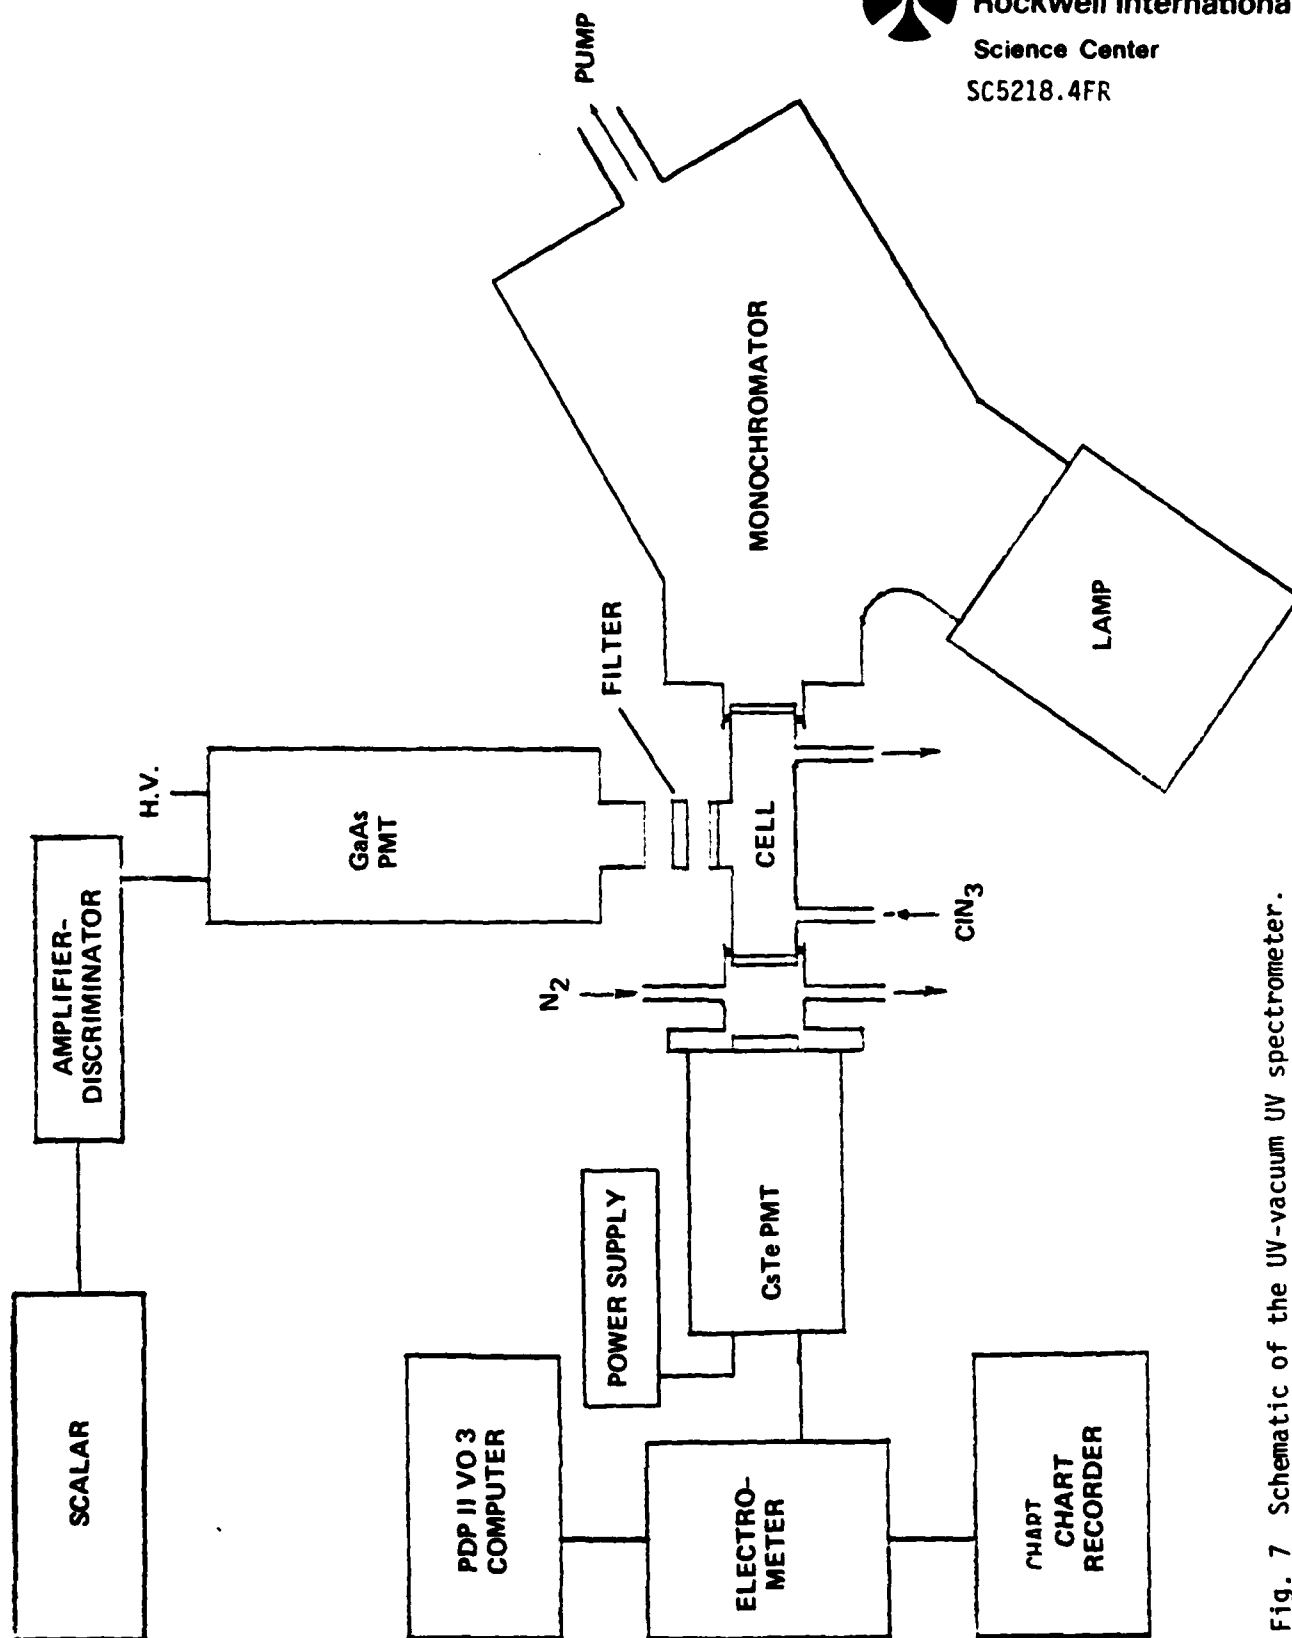 Rockwell International
Science Center
SC5218.4FR
PUMP
MONOCHROMATOR
LAMP
FILTER
H.V.
GaAs
PMT
CELL
ClN3
N2
AMPLIFIER-
DISCRIMINATOR
SCALAR
CsTe PMT
POWER SUPPLY
PDP II VO 3
COMPUTER
ELECTRO-
METER
CHART
CHART
RECORDER
Fig. 7 Schematic of the UV-vacuum UV spectrometer.